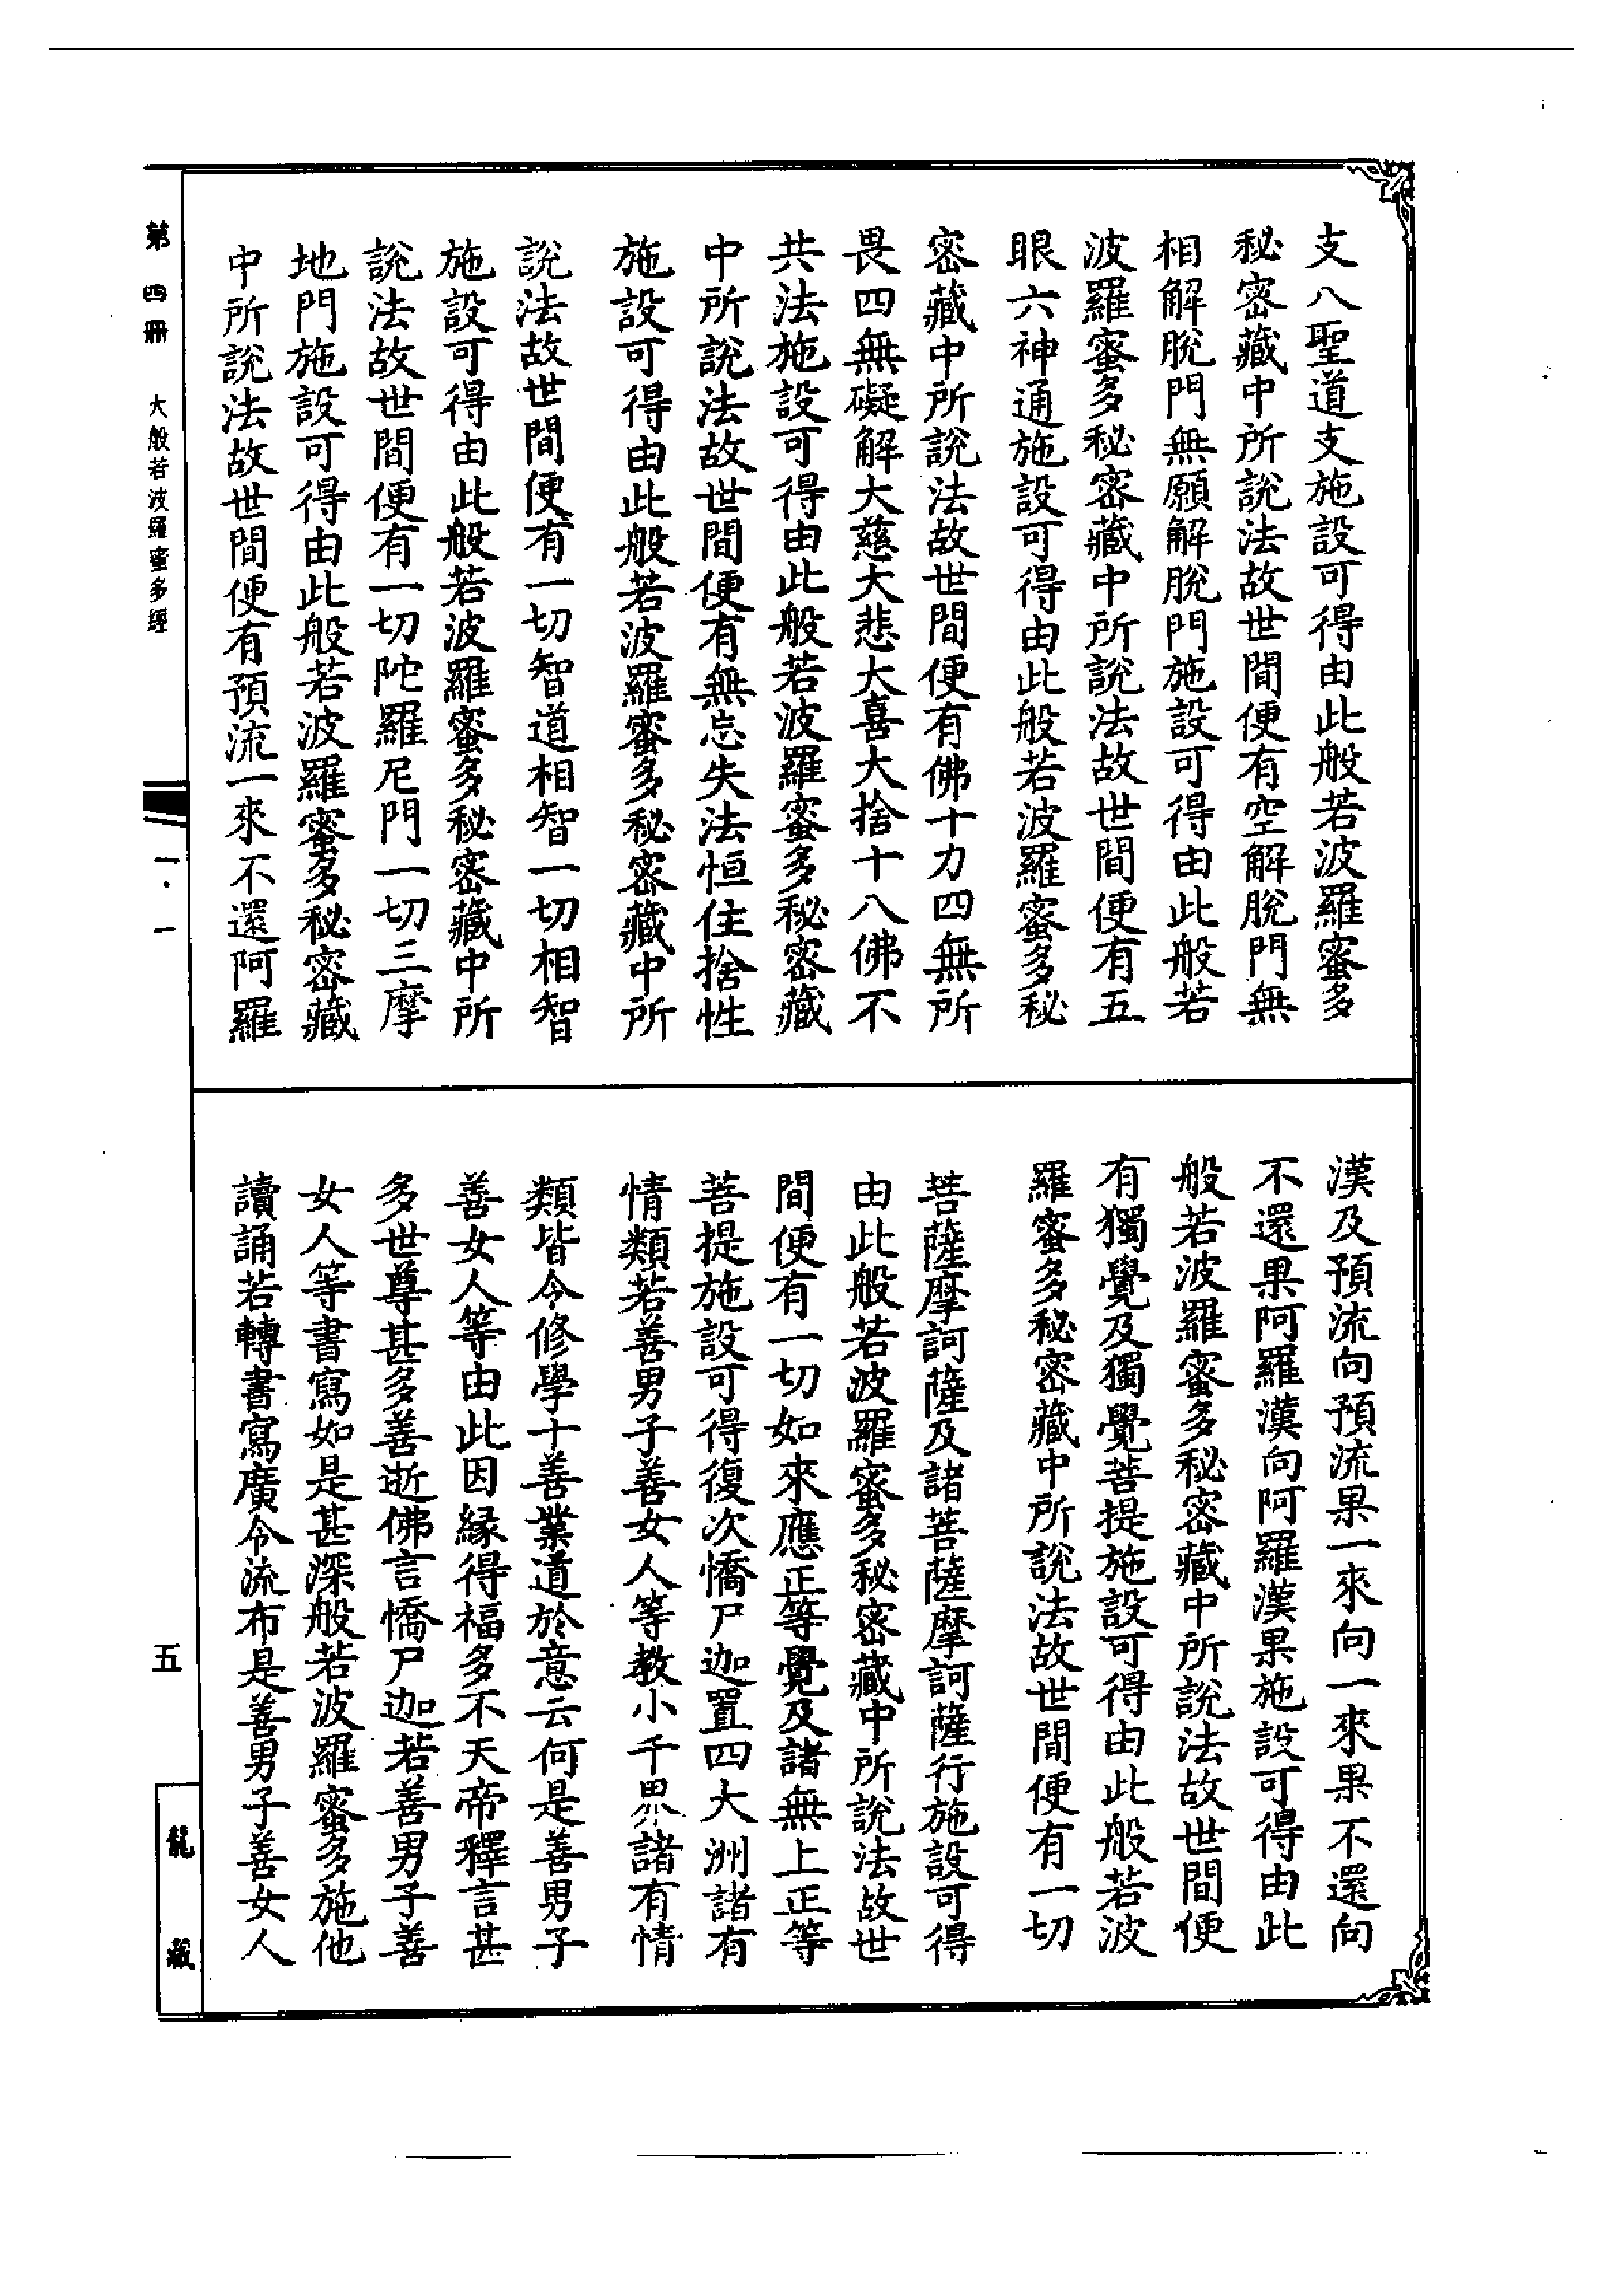 支八聖道支施設可得由此般若波羅蜜多
秘密藏中所說法故世間便有空解脫門無
相解脫門無願解脫門施設可得由此般若
波羅蜜多秘密藏中所說法故世間便有五
眼六神通施設可得由此般若波羅蜜多秘
密藏中所說法故世間便有佛十力四無所
畏四無礙解大慈大悲大喜大捨十八佛不
共法施設可得由此般若波羅蜜多秘密藏
中所說法故世間便有無忘失法恒住捨性
施設可得由此般若波羅蜜多秘密藏中所
說法故世間便有一切智道相智一切相智
施設可得由此般若波羅蜜多秘密藏中所
說法故世間便有一切陀羅尼門一切三摩
地門施設可得由此般若波羅蜜多秘密藏
中所說法故世間便有預流一來不還阿羅
漢及預流向預流果一來向一來果不還向
不還果阿羅漢向阿羅漢果施設可得由此
般若波羅蜜多秘密藏中所說法故世間便
有獨覺及獨覺菩提施設可得由此般若波
羅蜜多秘密藏中所說法故世間便有一切
菩薩摩訶薩及諸菩薩摩訶薩行施設可得
由此般若波羅蜜多秘密藏中所說法故世
間便有一切如來應正等覺及諸無上正等
菩提施設可得復次憍尸迦置四大洲諸有
情類若善男子善女人等教小千界諸有情
類皆令修學十善業道於意云何是善男子
善女人等由此因緣得福多不天帝釋言甚
多世尊甚多善逝佛言憍尸迦若善男子善
女人等書寫如是甚深般若波羅蜜多施他
讀誦若轉書寫廣令流布是善男子善女人
第四冊 大般若波羅蜜多經 一·一 五 龍藏